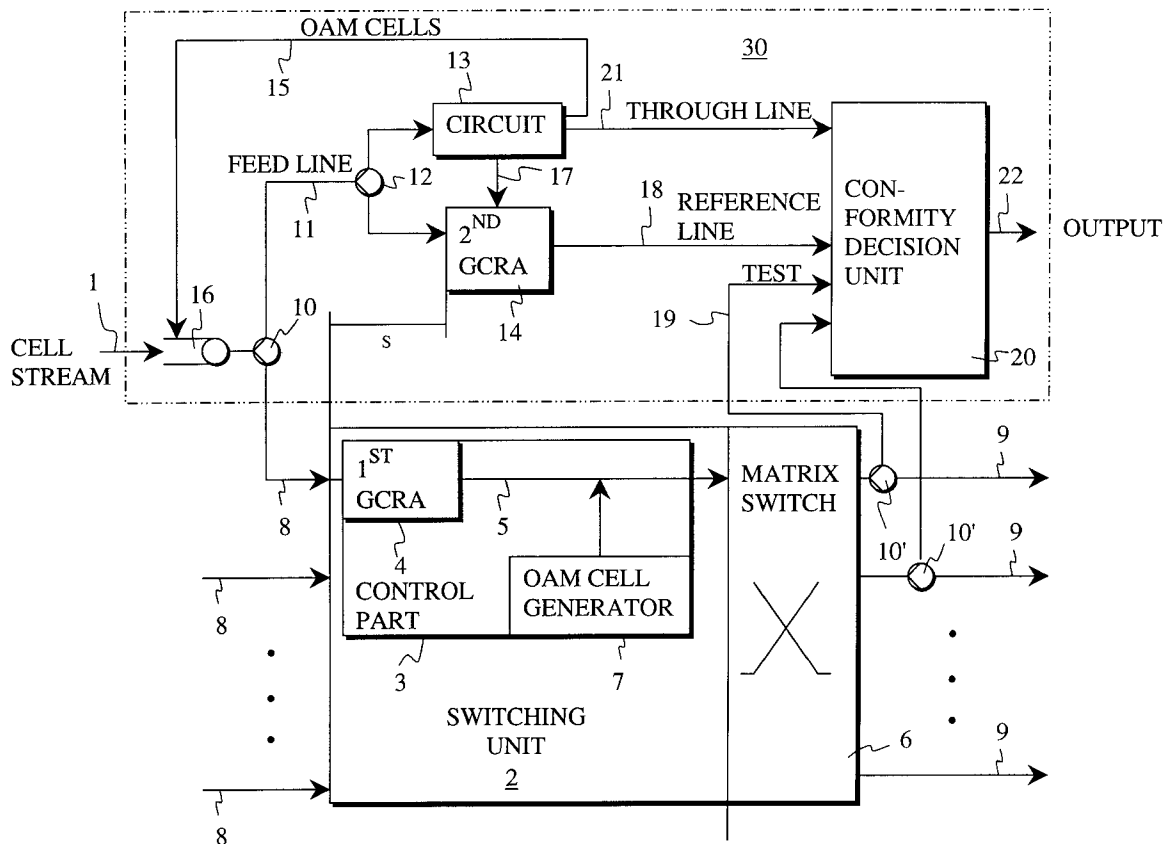 OAM CELLS
15
13
30
21
CIRCUIT
THROUGH LINE
FEED LINE
12
17
11
18
REFERENCE
LINE
2ND
GCRA
CON-
FORMITY
DECISION
UNIT
22
OUTPUT
TEST
1
16
10
14
19
s
20
CELL
STREAM
1ST
GCRA
MATRIX
SWITCH
9
8
5
4
10'
10'
9
CONTROL
PART
OAM CELL
GENERATOR
8
3
7
SWITCHING
UNIT
2
6
9
8